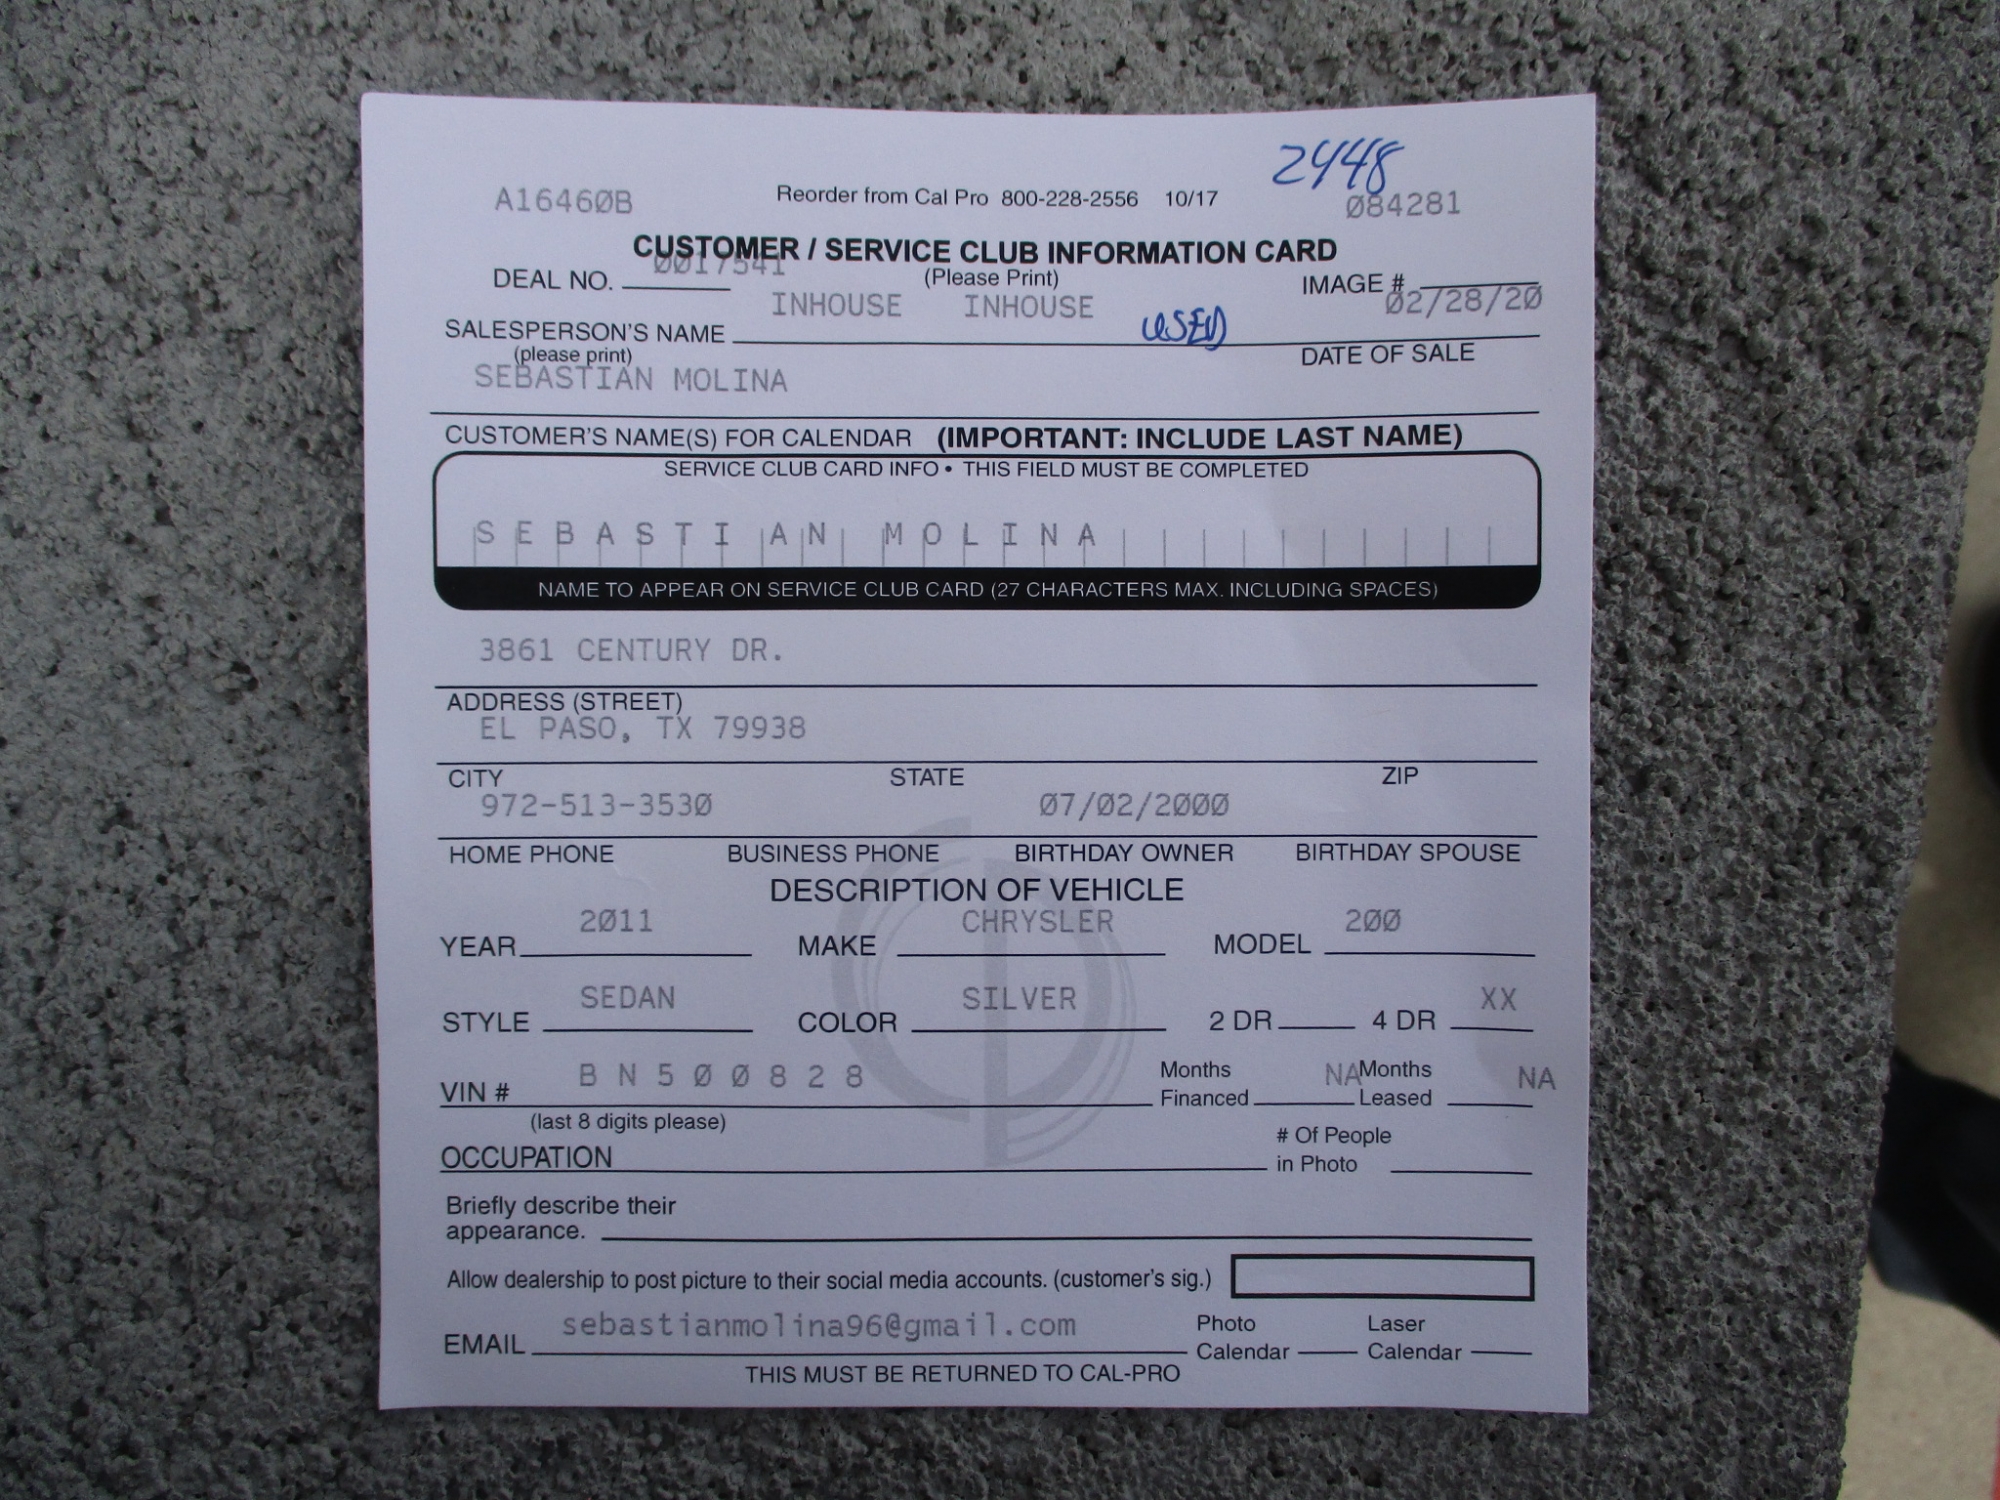 2448
A16460B Reorder from Cal Pro 800-228-2556 10/17 084281
CUSTOMER / SERVICE CLUB INFORMATION CARD
DEAL NO. 0017541 (Please Print) IMAGE #
INHOUSE INHOUSE USED 02/28/20
SALESPERSON'S NAME
(please print) DATE OF SALE
SEBASTIAN MOLINA
CUSTOMER'S NAME(S) FOR CALENDAR (IMPORTANT: INCLUDE LAST NAME)
SERVICE CLUB CARD INFO • THIS FIELD MUST BE COMPLETED
SEBASTIAN MOLINA
NAME TO APPEAR ON SERVICE CLUB CARD (27 CHARACTERS MAX. INCLUDING SPACES)
3861 CENTURY DR.
ADDRESS (STREET)
EL PASO, TX 79938
CITY STATE ZIP
972-513-3530 07/02/2000
HOME PHONE BUSINESS PHONE BIRTHDAY OWNER BIRTHDAY SPOUSE
DESCRIPTION OF VEHICLE
YEAR 2011 MAKE CHRYSLER MODEL 200
STYLE SEDAN COLOR SILVER 2 DR 4 DR XX
VIN # BN500828 Months Financed NA Months Leased NA
(last 8 digits please)
OCCUPATION # Of People in Photo
Briefly describe their
appearance.
Allow dealership to post picture to their social media accounts. (customer's sig.)
EMAIL sebastianmolina96@gmail.com Photo Calendar Laser Calendar
THIS MUST BE RETURNED TO CAL-PRO